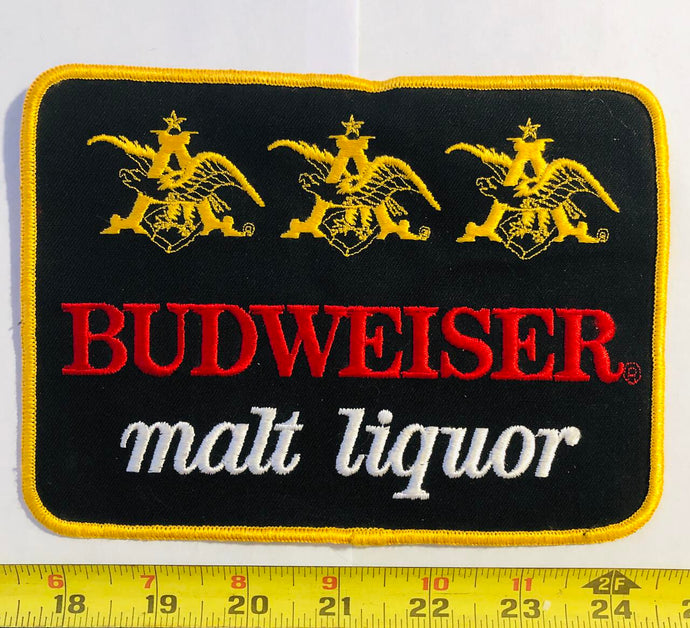 BUDWEISER®
malt liquor
6 7 8 9 10 11 2F
18 19 20 21 22 23 24